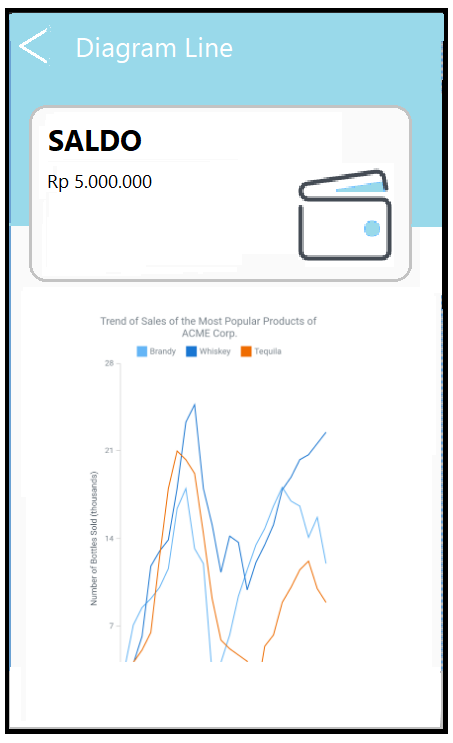 Diagram Line
SALDO
Rp 5.000.000
Trend of Sales of the Most Popular Products of
ACME Corp.
Brandy Whiskey Tequila
28
21
14
7
Number of Bottles Sold (thousands)